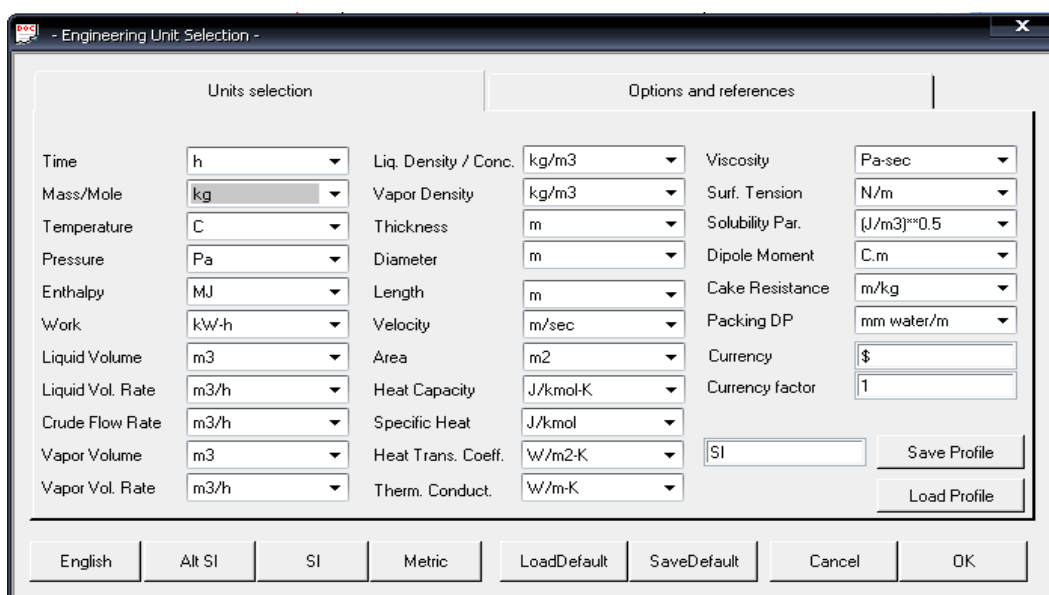 - Engineering Unit Selection -
x
Units selection
Options and references
Time h Liq. Density / Conc. kg/m3 Viscosity Pa-sec
Mass/Mole kg Vapor Density kg/m3 Surf. Tension N/m
Temperature C Thickness m Solubility Par. (J/m3)**0.5
Pressure Pa Diameter m Dipole Moment C.m
Enthalpy MJ Length m Cake Resistance m/kg
Work kW-h Velocity m/sec Packing DP mm water/m
Liquid Volume m3 Area m2 Currency $
Liquid Vol. Rate m3/h Heat Capacity J/kmol-K Currency factor 1
Crude Flow Rate m3/h Specific Heat J/kmol
Vapor Volume m3 Heat Trans. Coeff. W/m2-K SI Save Profile
Vapor Vol. Rate m3/h Therm. Conduct. W/m-K Load Profile
English Alt SI SI Metric LoadDefault SaveDefault Cancel OK